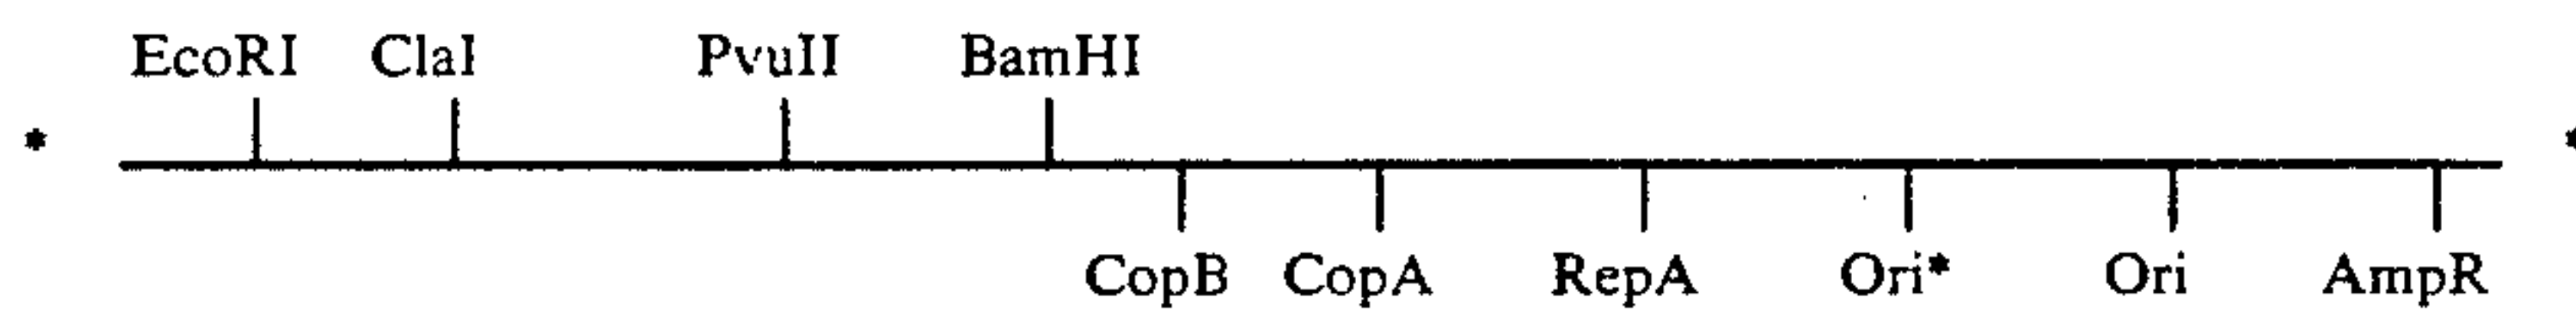 EcoRI ClaI PvuII BamHI
* *
CopB CopA RepA Ori* Ori AmpR